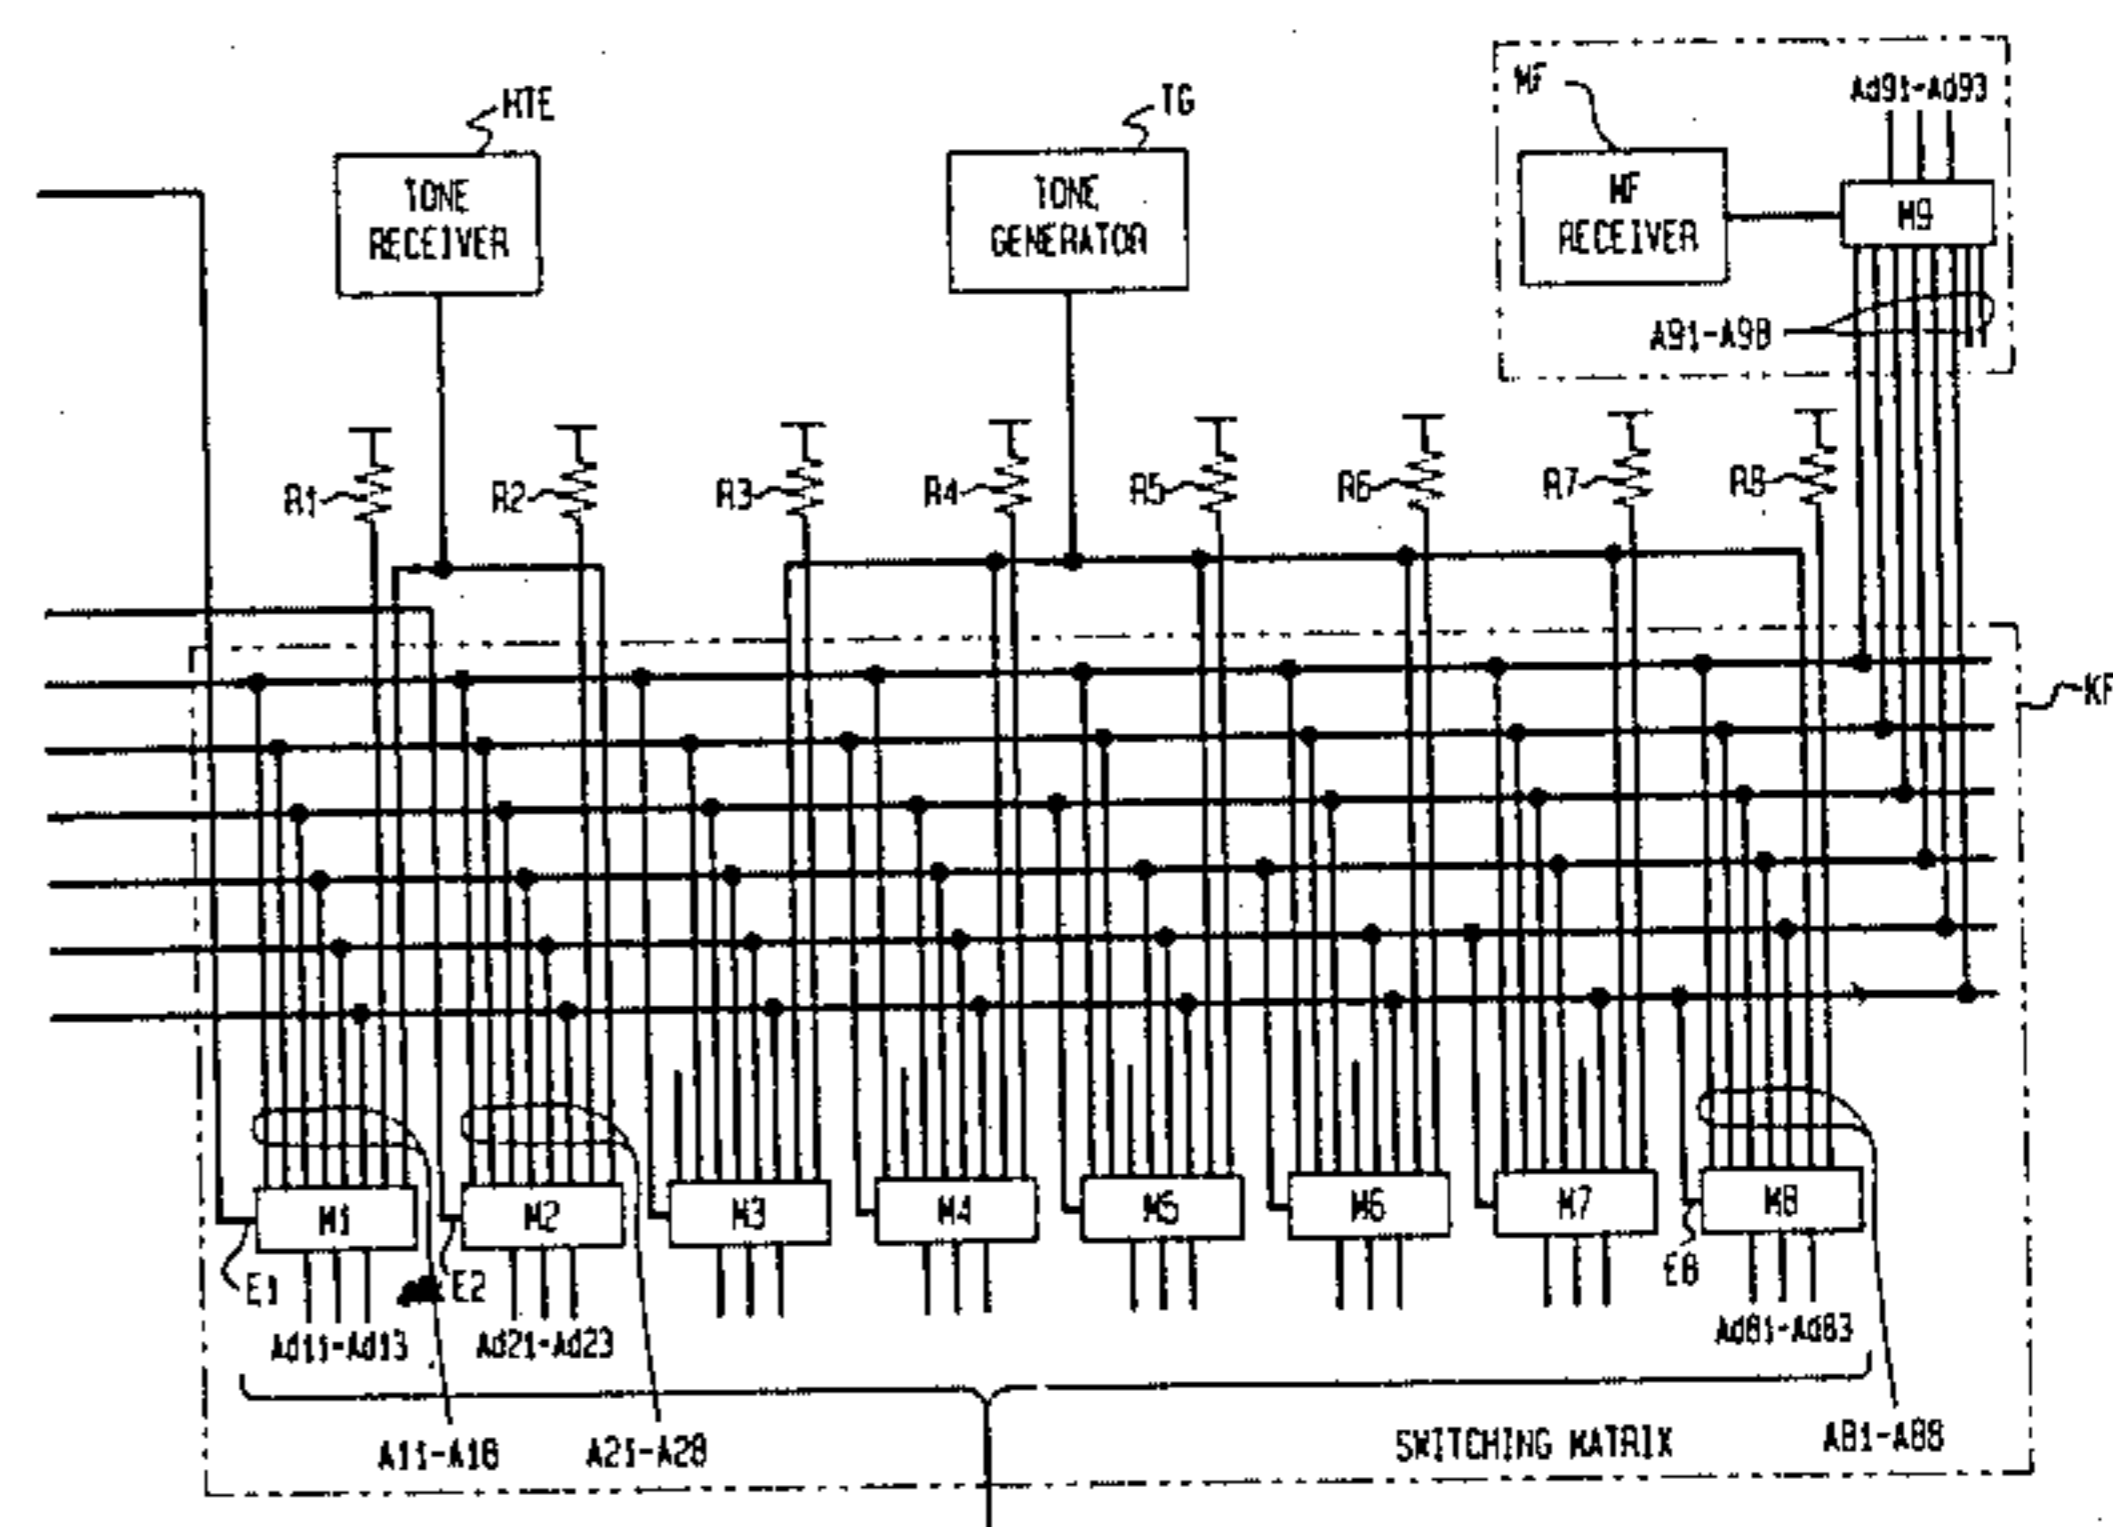 HTE
TG
MF
Ad91-Ad93
TONE
RECEIVER
TONE
GENERATOR
MF
RECEIVER
M9
A91-A98
R1
R2
R3
R4
R5
R6
R7
R8
KF
M1
M2
M3
M4
M5
M6
M7
M8
E1
E2
E8
Ad11-Ad13
Ad21-Ad23
Ad81-Ad83
A11-A18
A21-A28
SWITCHING MATRIX
A81-A88